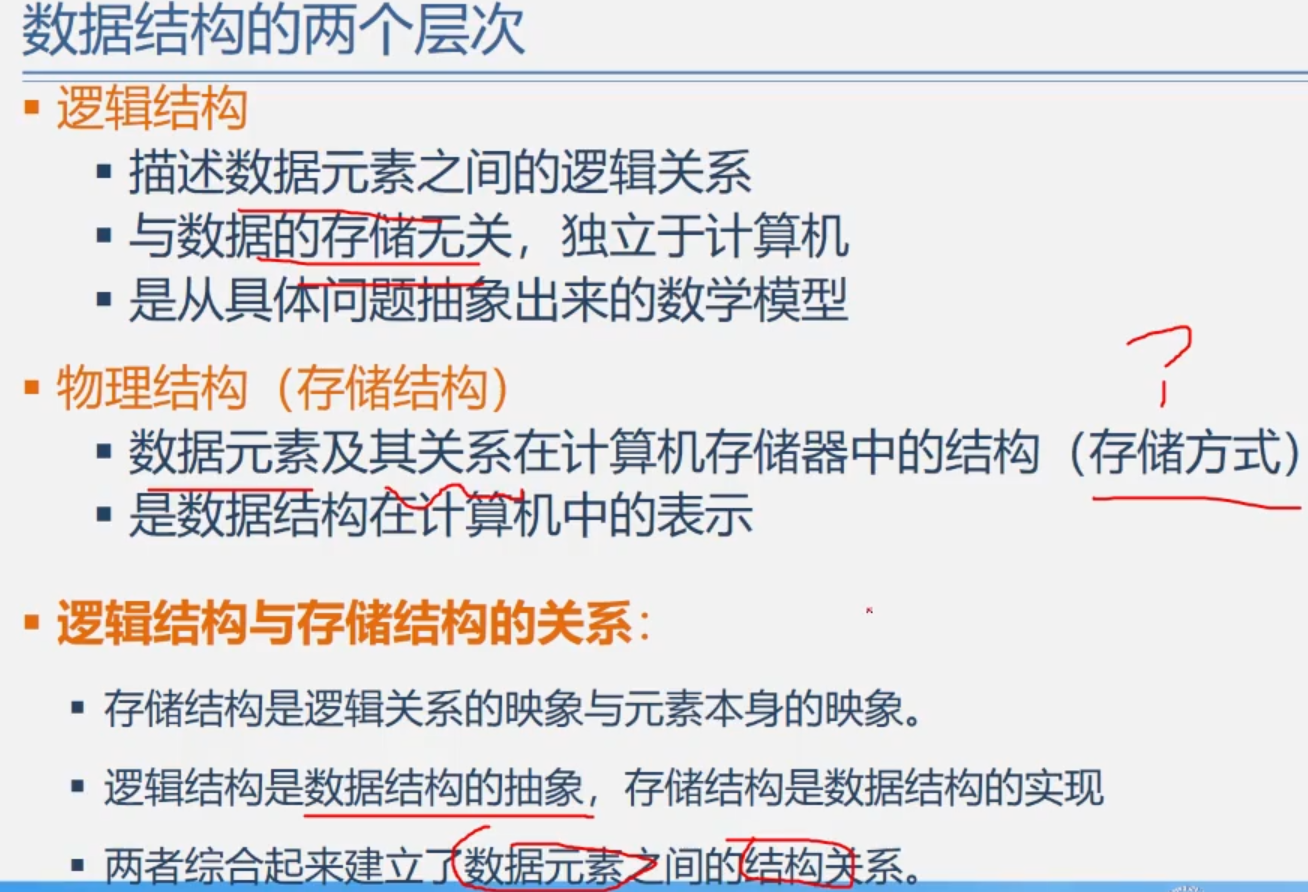 数据结构的两个层次
▪ 逻辑结构
▪ 描述数据元素之间的逻辑关系
▪ 与数据的存储无关，独立于计算机
▪ 是从具体问题抽象出来的数学模型
?
▪ 物理结构（存储结构）
▪ 数据元素及其关系在计算机存储器中的结构（存储方式）
▪ 是数据结构在计算机中的表示
▪ 逻辑结构与存储结构的关系：
▪ 存储结构是逻辑关系的映象与元素本身的映象。
▪ 逻辑结构是数据结构的抽象，存储结构是数据结构的实现
▪ 两者综合起来建立了数据元素之间的结构关系。